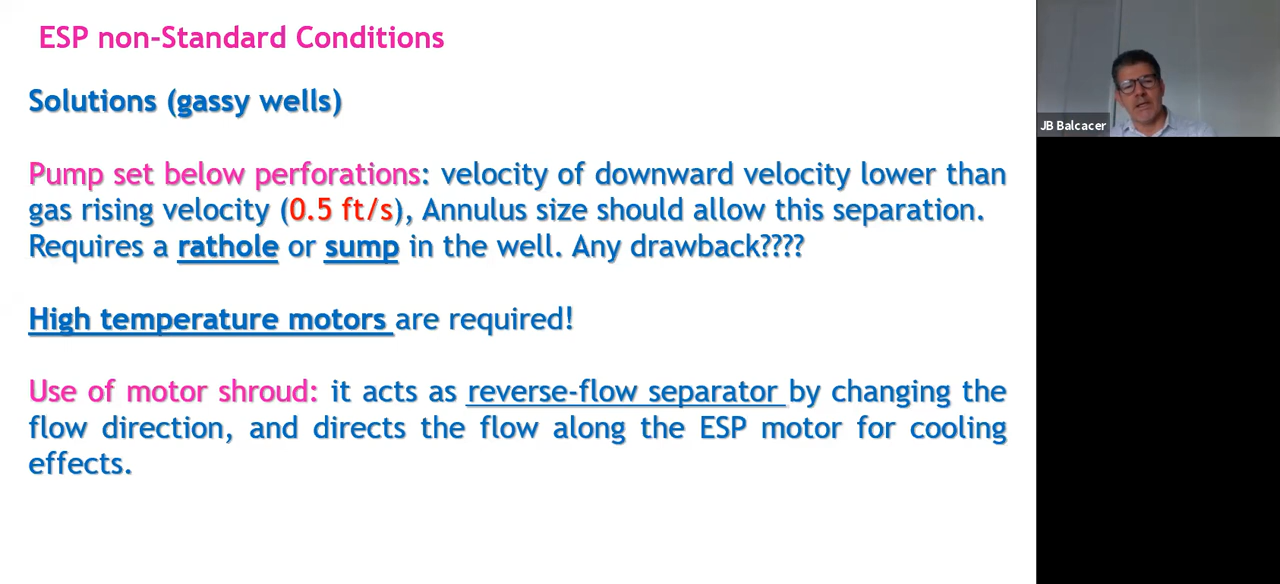 ESP non-Standard Conditions
Solutions (gassy wells)
JB Balcacer
Pump set below perforations: velocity of downward velocity lower than
gas rising velocity (0.5 ft/s), Annulus size should allow this separation.
Requires a rathole or sump in the well. Any drawback????
High temperature motors are required!
Use of motor shroud: it acts as reverse-flow separator by changing the
flow direction, and directs the flow along the ESP motor for cooling
effects.